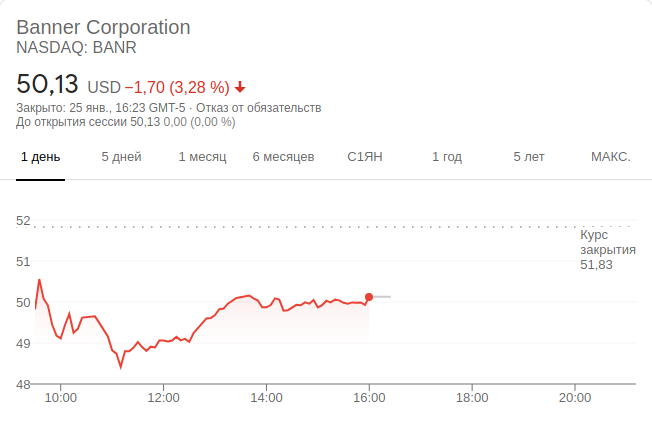 Banner Corporation
NASDAQ: BANR
50,13 USD −1,70 (3,28 %)
Закрыто: 25 янв., 16:23 GMT-5 · Отказ от обязательств
До открытия сессии 50,13 0,00 (0,00 %)
1 день 5 дней 1 месяц 6 месяцев С1ЯН 1 год 5 лет МАКС.
52
Курс
закрытия
51,83
51
50
49
48
10:00 12:00 14:00 16:00 18:00 20:00